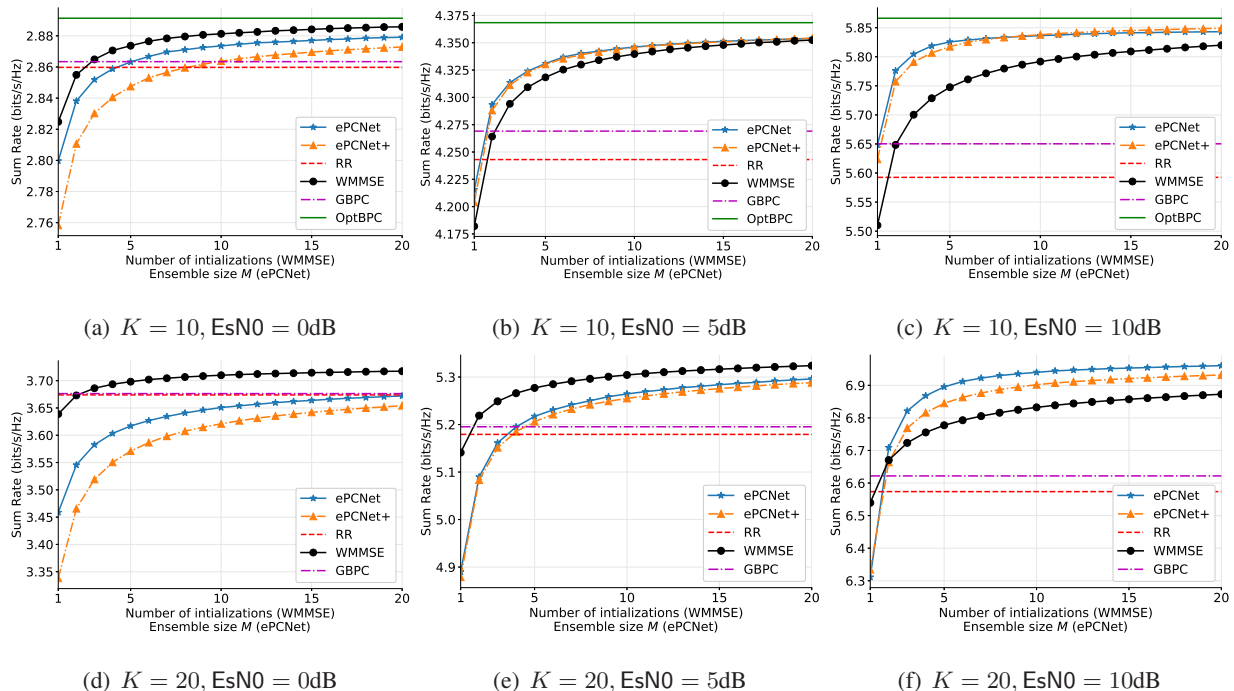 2.88
2.86
2.84
2.82
2.80
2.78
2.76
Sum Rate (bits/s/Hz)
ePCNet
ePCNet+
RR
WMMSE
GBPC
OptBPC
1 5 10 15 20
Number of intializations (WMMSE)
Ensemble size M (ePCNet)
(a) K = 10, EsN0 = 0dB
4.375
4.350
4.325
4.300
4.275
4.250
4.225
4.200
4.175
Sum Rate (bits/s/Hz)
ePCNet
ePCNet+
RR
WMMSE
GBPC
OptBPC
1 5 10 15 20
Number of intializations (WMMSE)
Ensemble size M (ePCNet)
(b) K = 10, EsN0 = 5dB
5.85
5.80
5.75
5.70
5.65
5.60
5.55
5.50
Sum Rate (bits/s/Hz)
ePCNet
ePCNet+
RR
WMMSE
GBPC
OptBPC
1 5 10 15 20
Number of intializations (WMMSE)
Ensemble size M (ePCNet)
(c) K = 10, EsN0 = 10dB
3.70
3.65
3.60
3.55
3.50
3.45
3.40
3.35
Sum Rate (bits/s/Hz)
ePCNet
ePCNet+
RR
WMMSE
GBPC
1 5 10 15 20
Number of intializations (WMMSE)
Ensemble size M (ePCNet)
(d) K = 20, EsN0 = 0dB
5.3
5.2
5.1
5.0
4.9
Sum Rate (bits/s/Hz)
ePCNet
ePCNet+
RR
WMMSE
GBPC
1 5 10 15 20
Number of intializations (WMMSE)
Ensemble size M (ePCNet)
(e) K = 20, EsN0 = 5dB
6.9
6.8
6.7
6.6
6.5
6.4
6.3
Sum Rate (bits/s/Hz)
ePCNet
ePCNet+
RR
WMMSE
GBPC
1 5 10 15 20
Number of intializations (WMMSE)
Ensemble size M (ePCNet)
(f) K = 20, EsN0 = 10dB